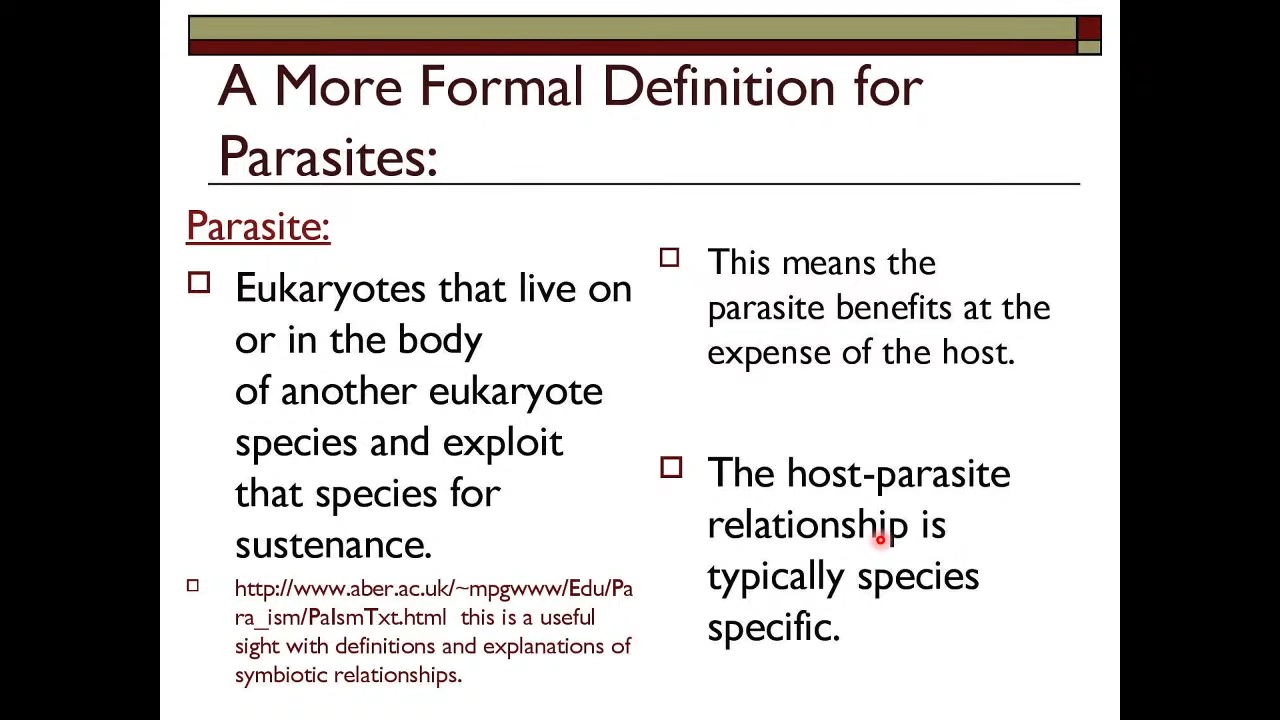 A More Formal Definition for
Parasites:
Parasite:
Eukaryotes that live on
or in the body
of another eukaryote
species and exploit
that species for
sustenance.
http://www.aber.ac.uk/~mpgwww/Edu/Pa
ra_ism/PaIsmTxt.html this is a useful
sight with definitions and explanations of
symbiotic relationships.
This means the
parasite benefits at the
expense of the host.
The host-parasite
relationship is
typically species
specific.